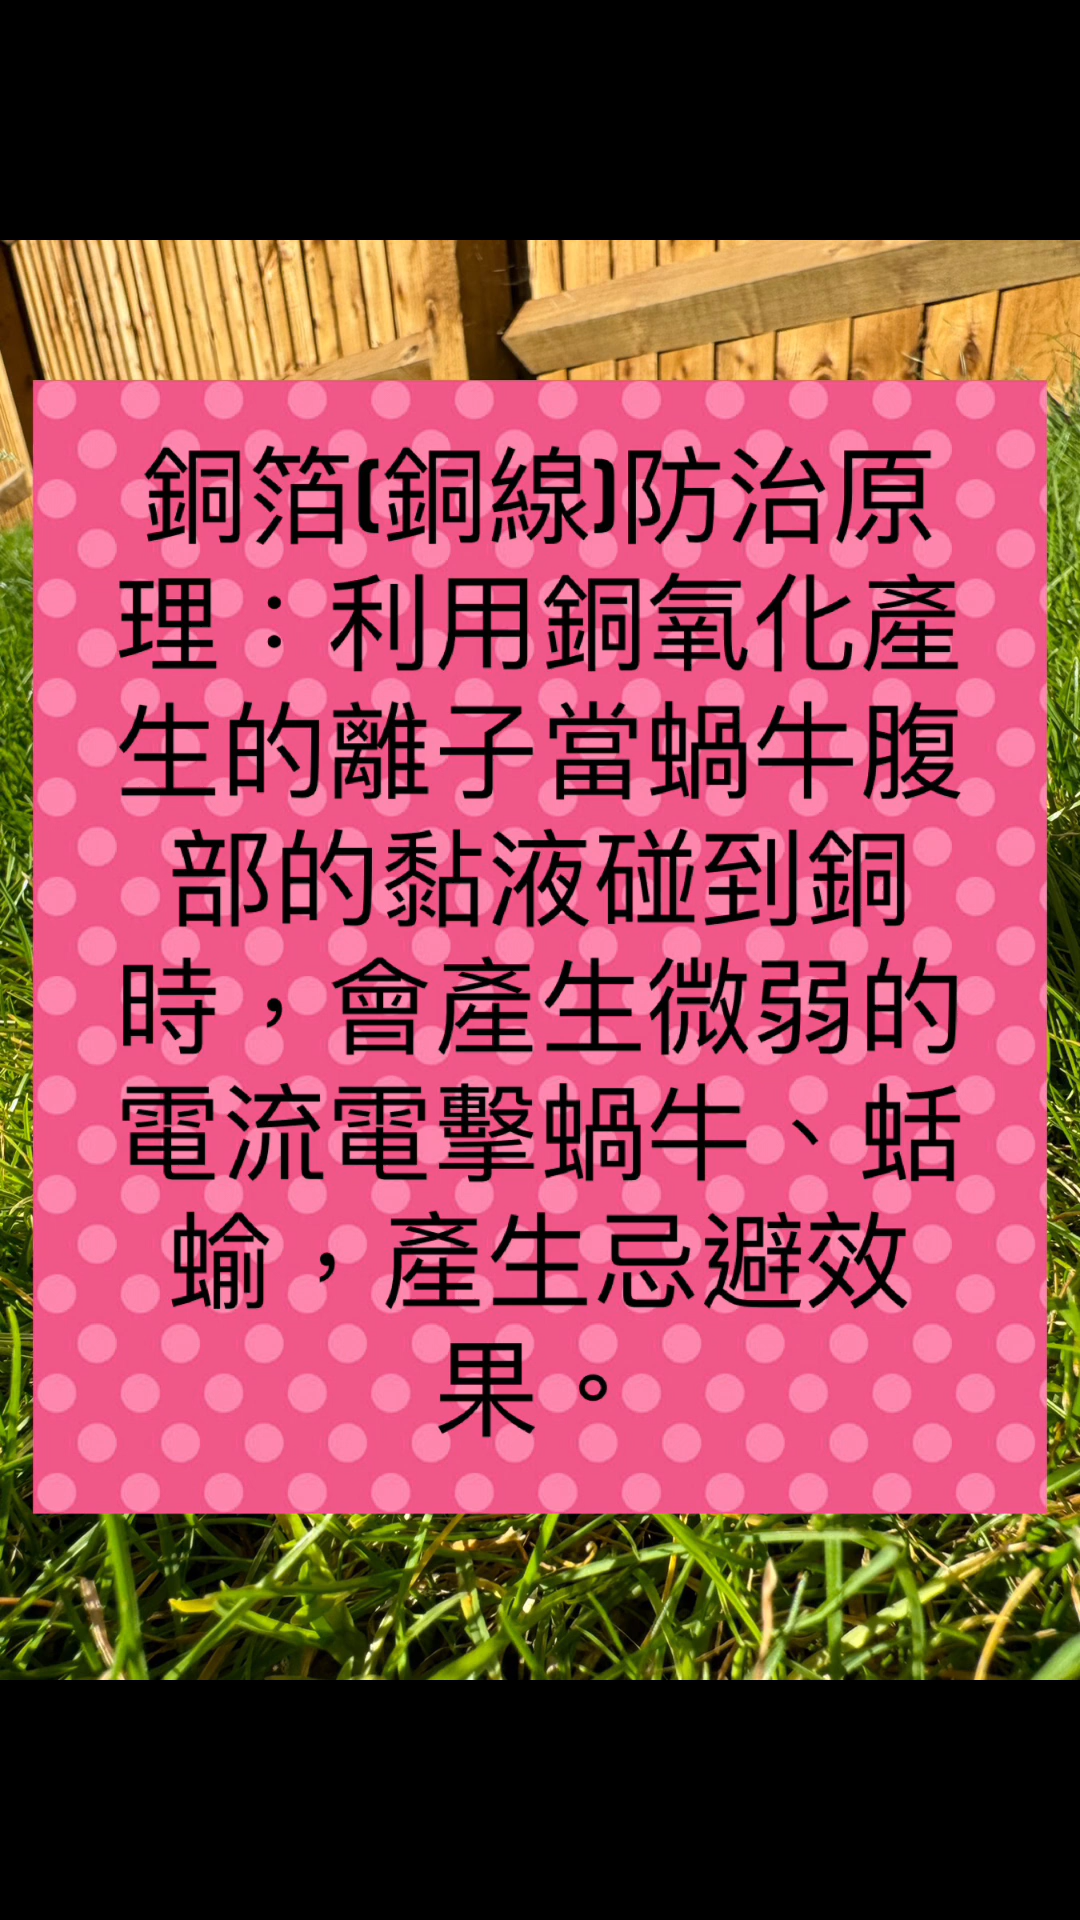 銅箔(銅線)防治原
理：利用銅氧化產
生的離子當蝸牛腹
部的黏液碰到銅
時，會產生微弱的
電流電擊蝸牛、蛞
蝓，產生忌避效
果。